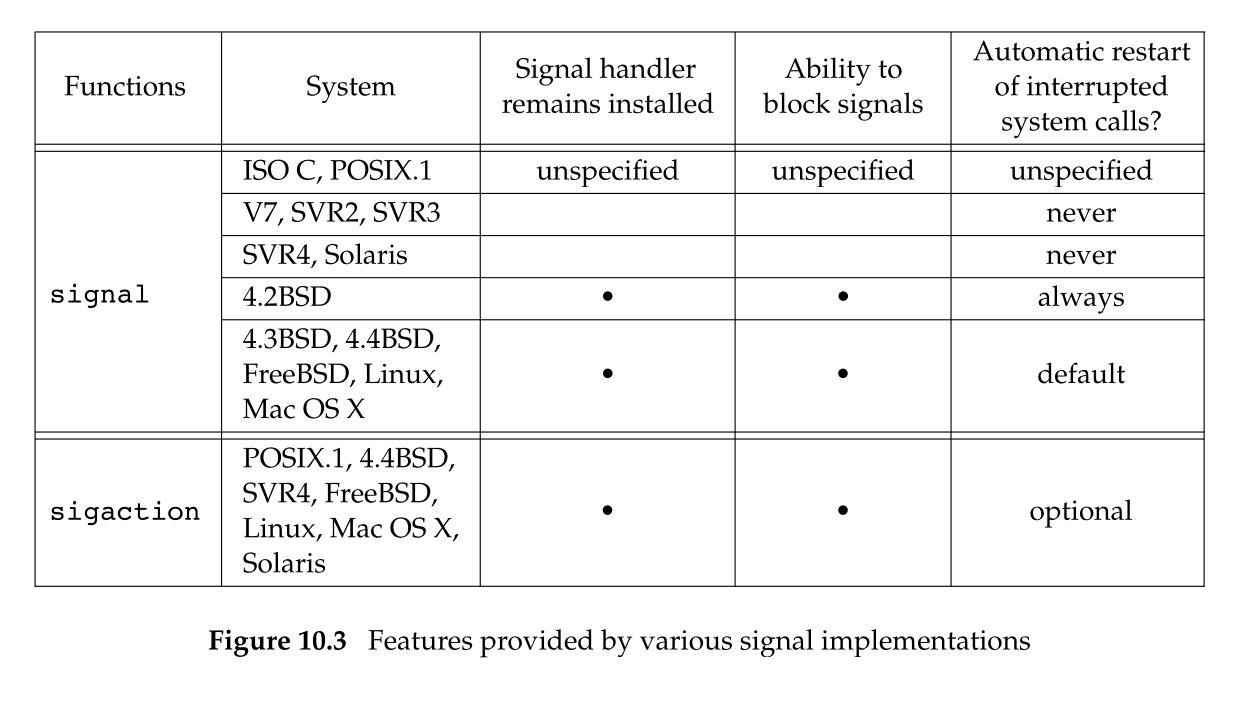 Functions System Signal handler remains installed Ability to block signals Automatic restart of interrupted system calls?
signal
ISO C, POSIX.1 unspecified unspecified unspecified
V7, SVR2, SVR3 never
SVR4, Solaris never
4.2BSD • • always
4.3BSD, 4.4BSD,
FreeBSD, Linux, • • default
Mac OS X
sigaction
POSIX.1, 4.4BSD,
SVR4, FreeBSD,
Linux, Mac OS X, • • optional
Solaris
Figure 10.3 Features provided by various signal implementations